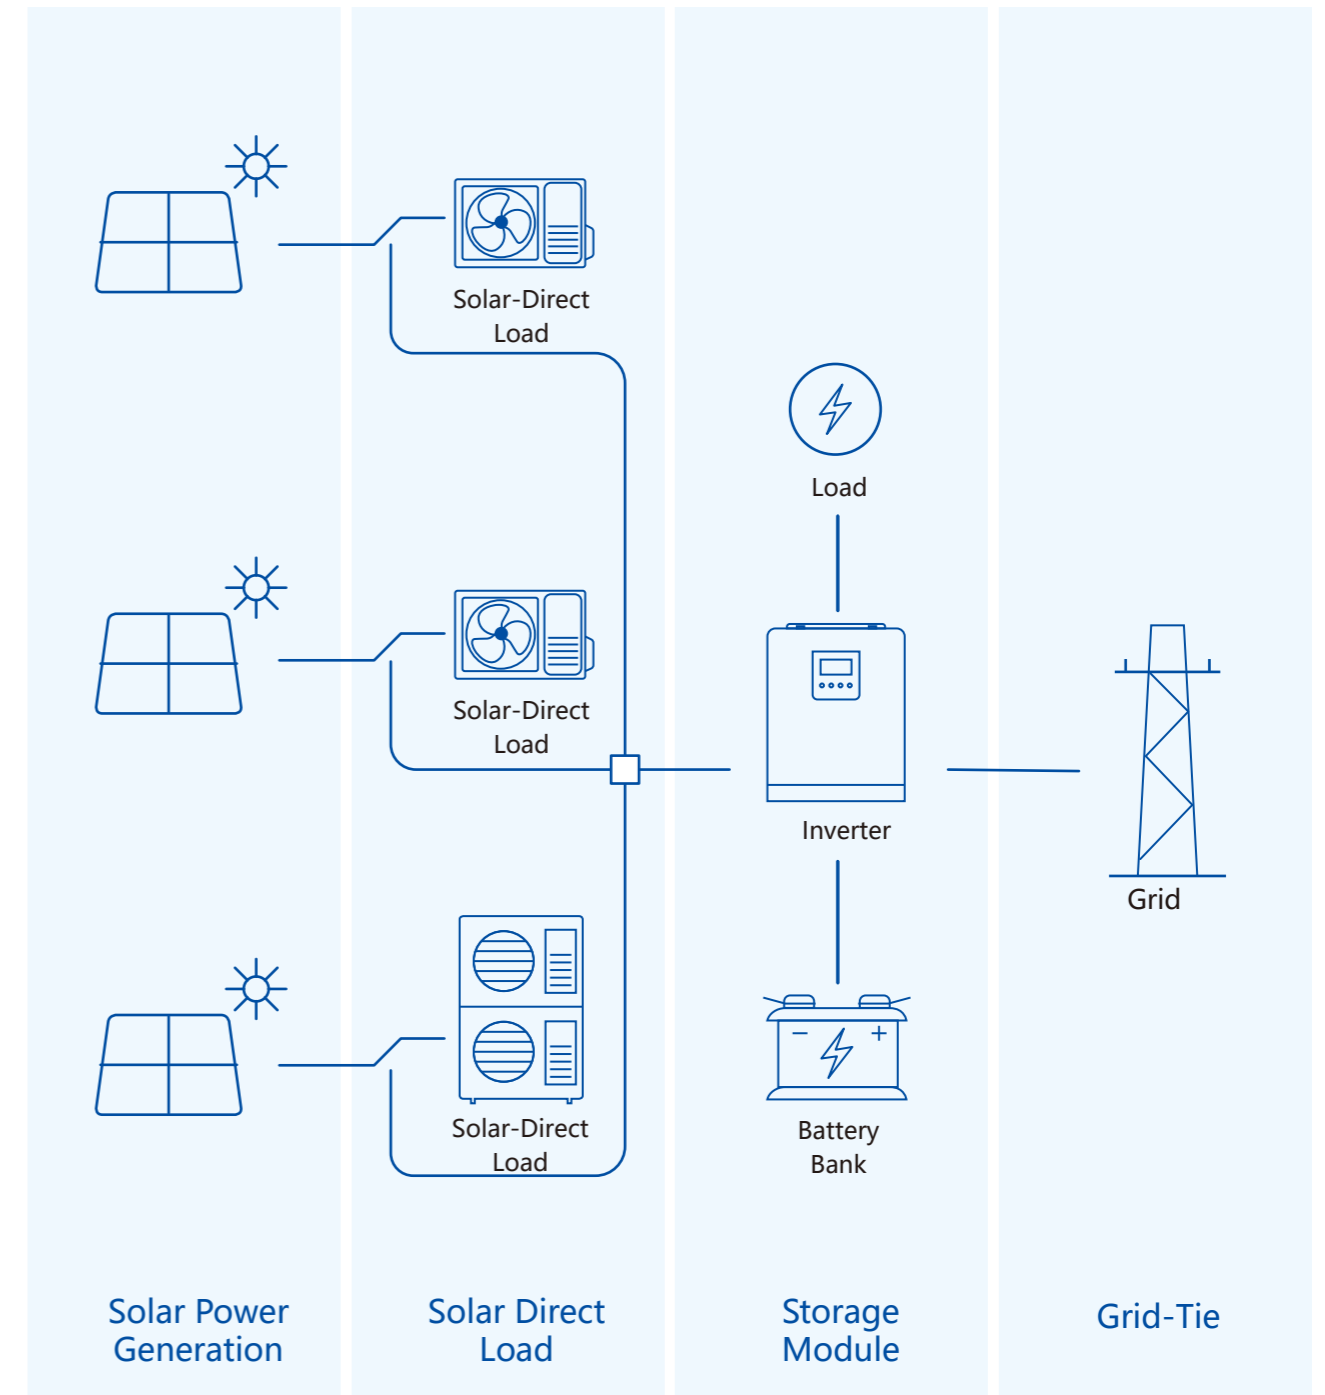 Solar-Direct
Load
Load
Solar-Direct
Load
Inverter
Grid
Solar-Direct
Load
Battery
Bank
− +
Solar Power
Generation
Solar Direct
Load
Storage
Module
Grid-Tie